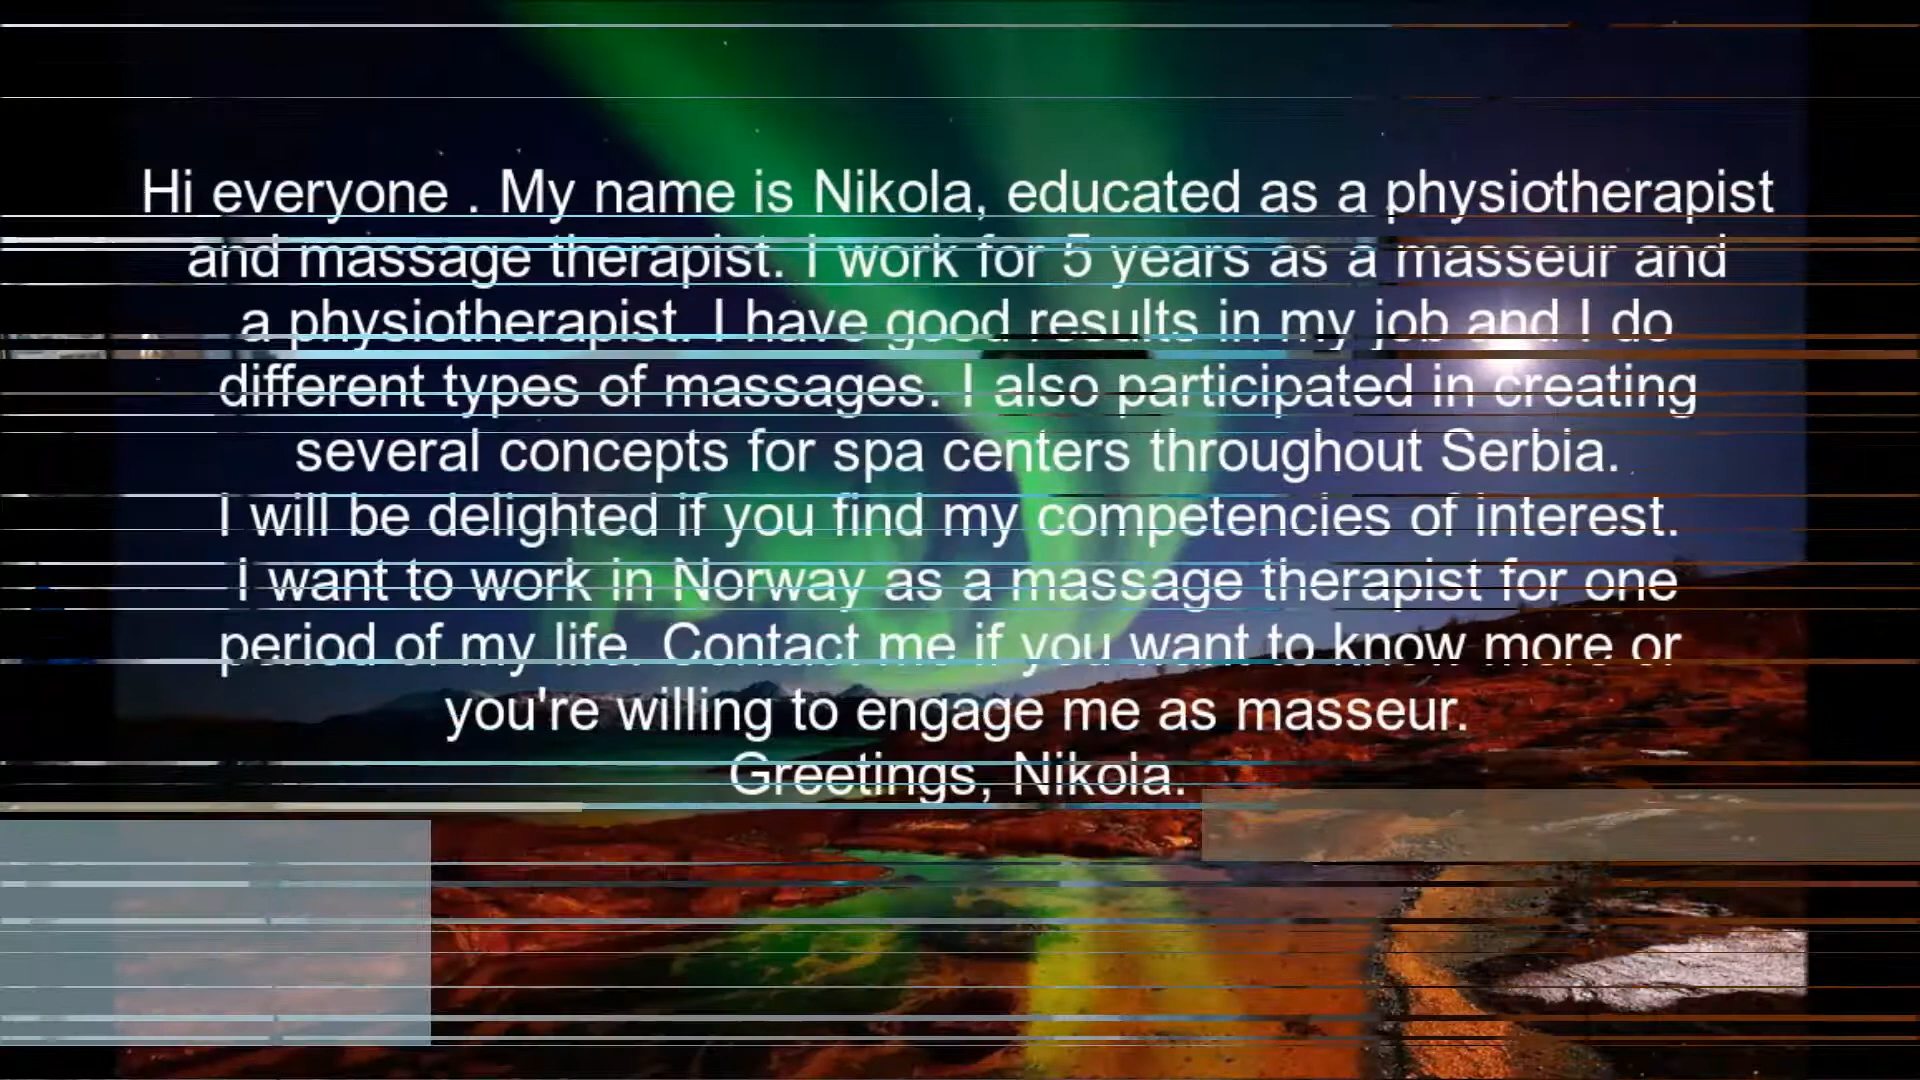 Hi everyone . My name is Nikola, educated as a physiotherapist
and massage therapist. I work for 5 years as a masseur and
a physiotherapist. I have good results in my job and I do
different types of massages. I also participated in creating
several concepts for spa centers throughout Serbia.
I will be delighted if you find my competencies of interest.
I want to work in Norway as a massage therapist for one
period of my life. Contact me if you want to know more or
you're willing to engage me as masseur.
Greetings, Nikola.